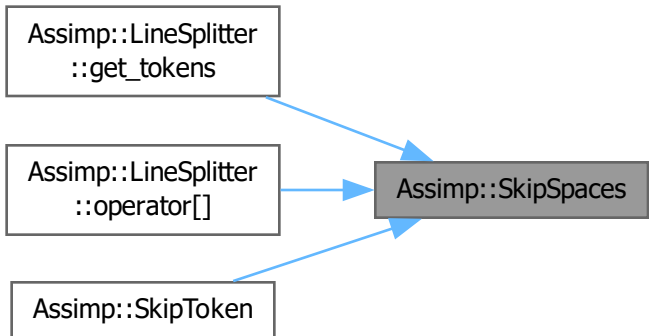 Assimp::LineSplitter
::get_tokens
Assimp::LineSplitter
::operator[]
Assimp::SkipSpaces
Assimp::SkipToken